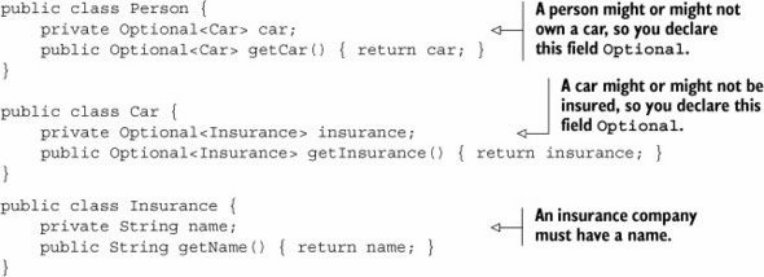 public class Person {
    private Optional<Car> car;
    public Optional<Car> getCar() { return car; }
}
A person might or might not
own a car, so you declare
this field Optional.
public class Car {
    private Optional<Insurance> insurance;
    public Optional<Insurance> getInsurance() { return insurance; }
}
A car might or might not be
insured, so you declare this
field Optional.
public class Insurance {
    private String name;
    public String getName() { return name; }
}
An insurance company
must have a name.